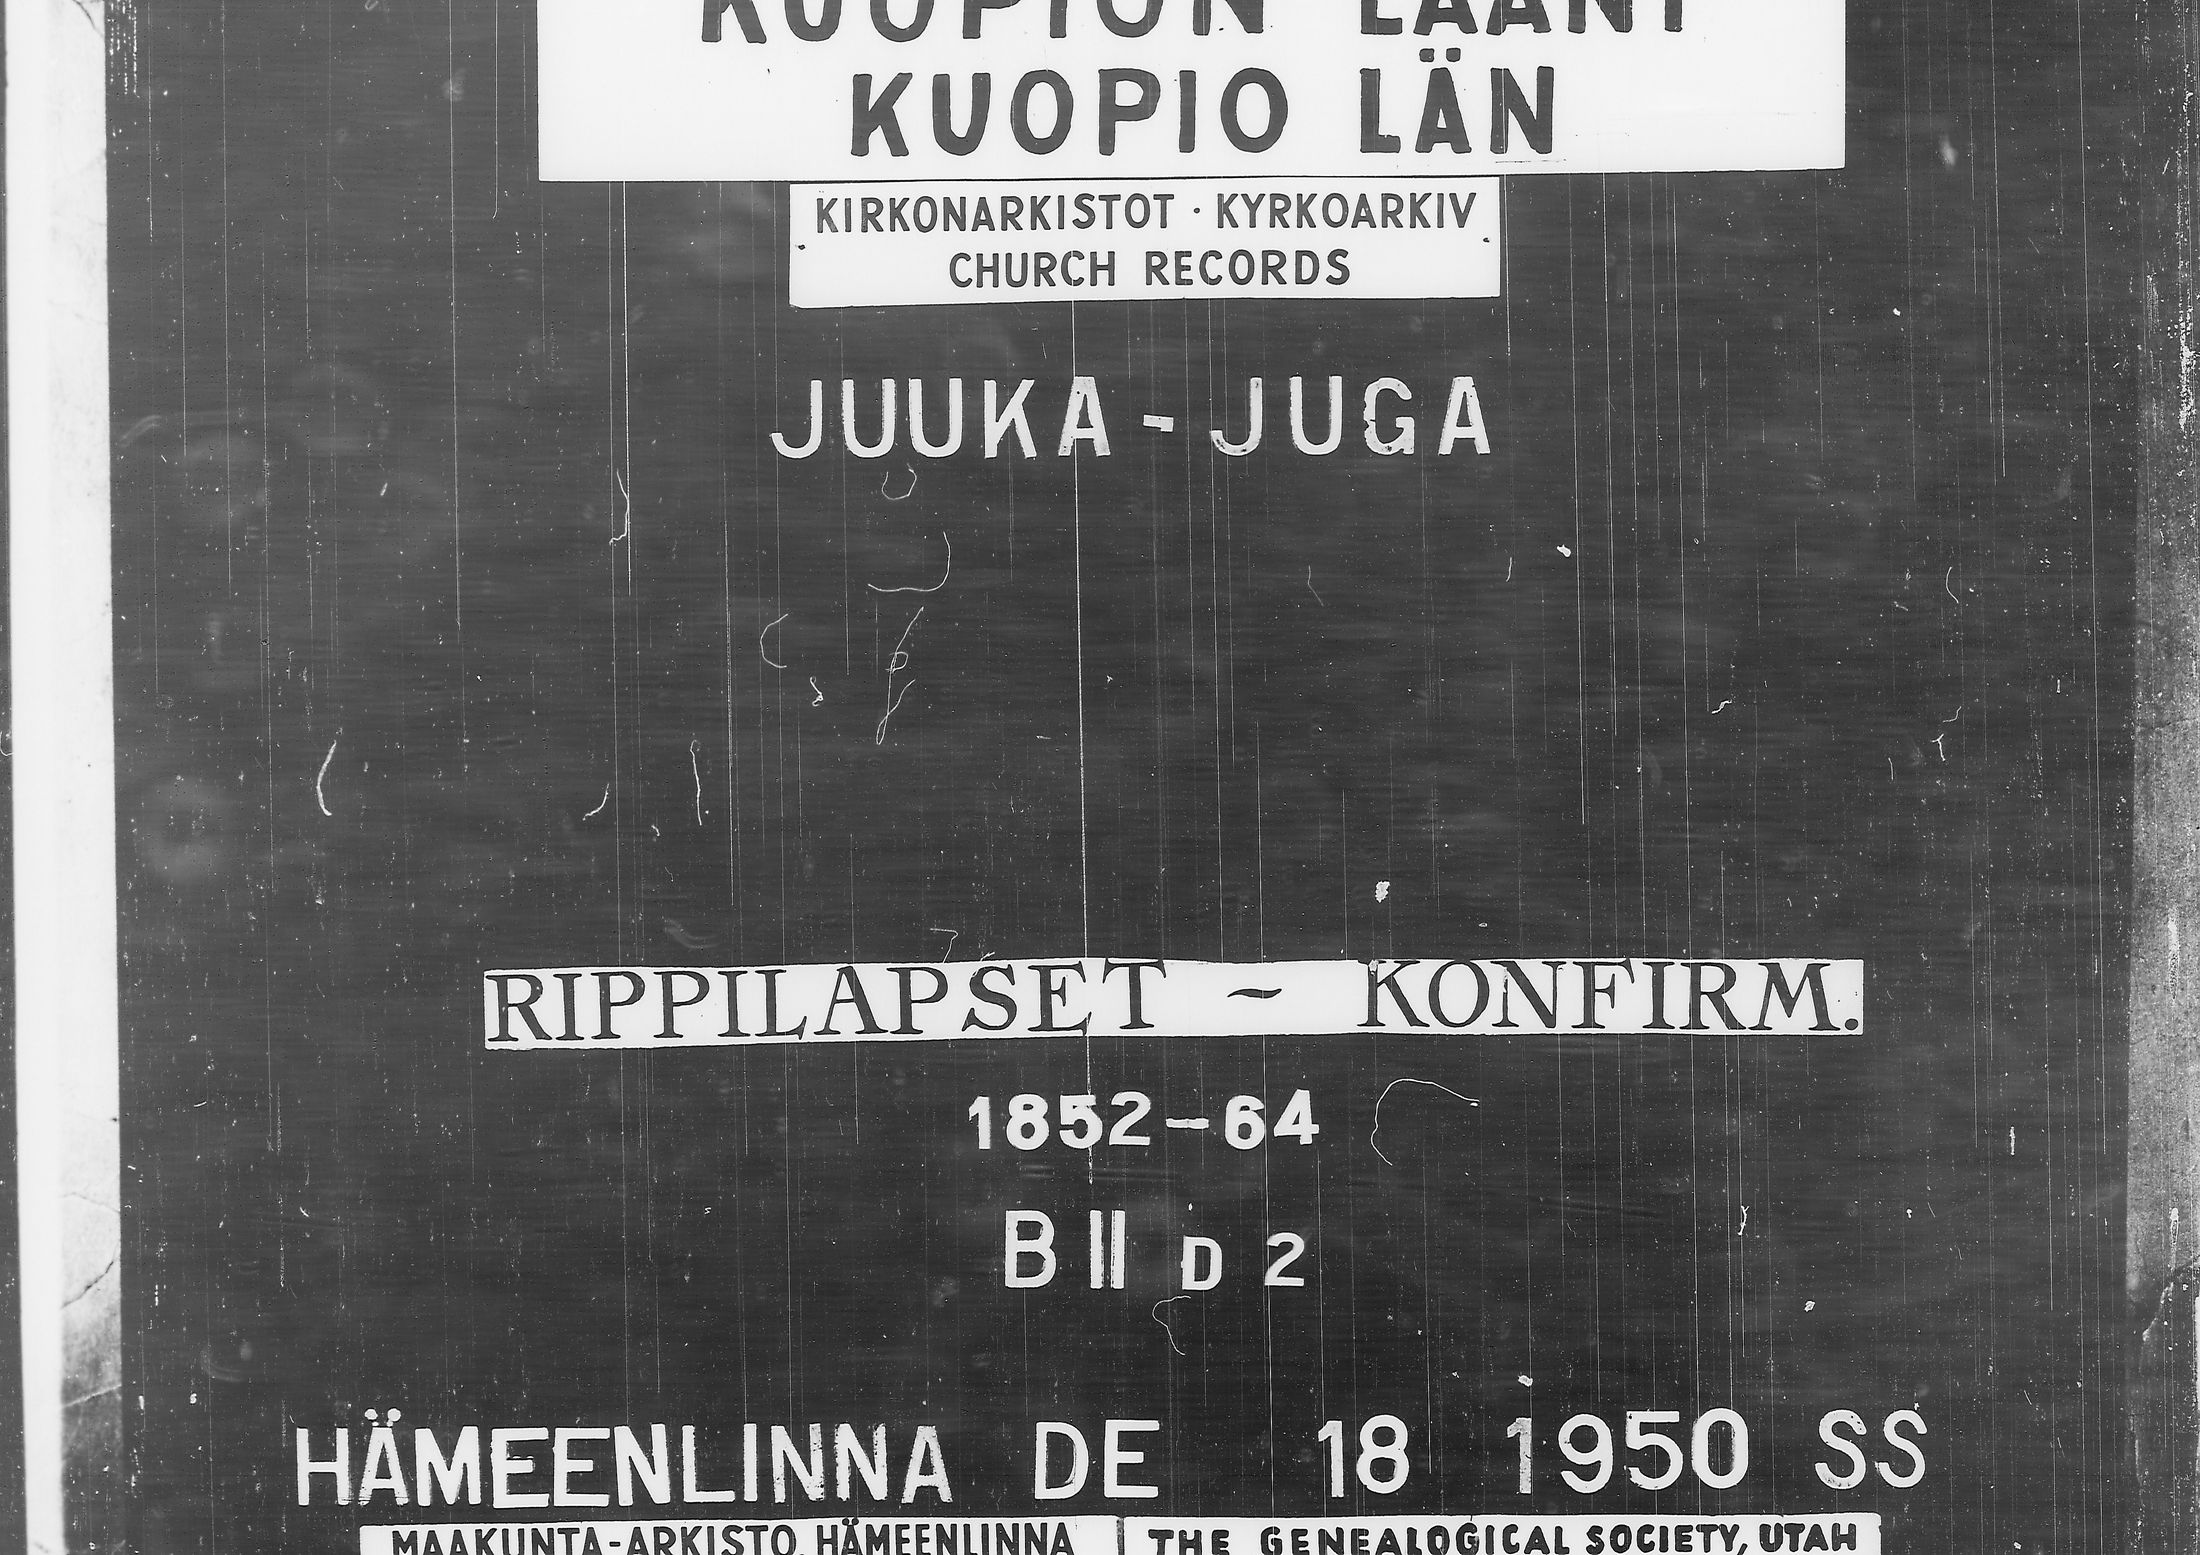 KUOPION LÄÄNI
KUOPIO LÄN
KIRKONARKISTOT · KYRKOARKIV
CHURCH RECORDS
JUUKA - JUGA
RIPPILAPSET ~ KONFIRM.
1852-64
B II D 2
HÄMEENLINNA DE 18 1950 SS
MAAKUNTA-ARKISTO, HÄMEENLINNA
THE GENEALOGICAL SOCIETY, UTAH